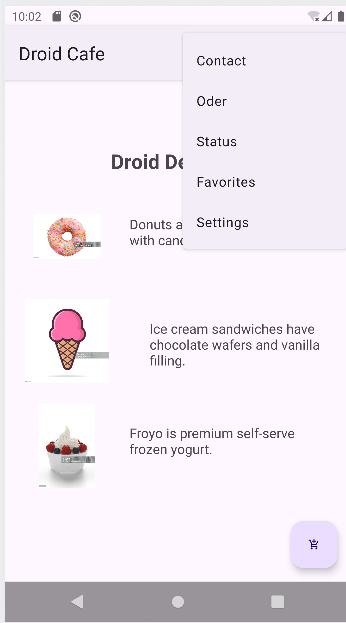 10:02
Droid Cafe
Contact
Oder
Status
Favorites
Settings
Droid De
Donuts a
with canc
Ice cream sandwiches have
chocolate wafers and vanilla
filling.
Froyo is premium self-serve
frozen yogurt.